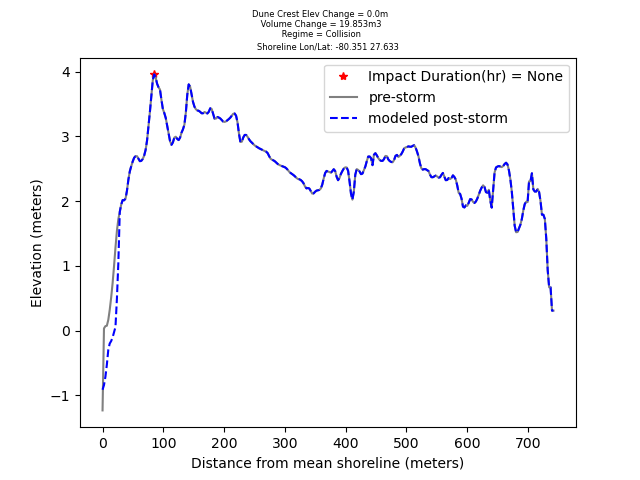 Dune Crest Elev Change = 0.0m
Volume Change = 19.853m3
Regime = Collision
Shoreline Lon/Lat: -80.351 27.633
Impact Duration(hr) = None
pre-storm
modeled post-storm
Elevation (meters)
4
3
2
1
0
−1
0 100 200 300 400 500 600 700
Distance from mean shoreline (meters)